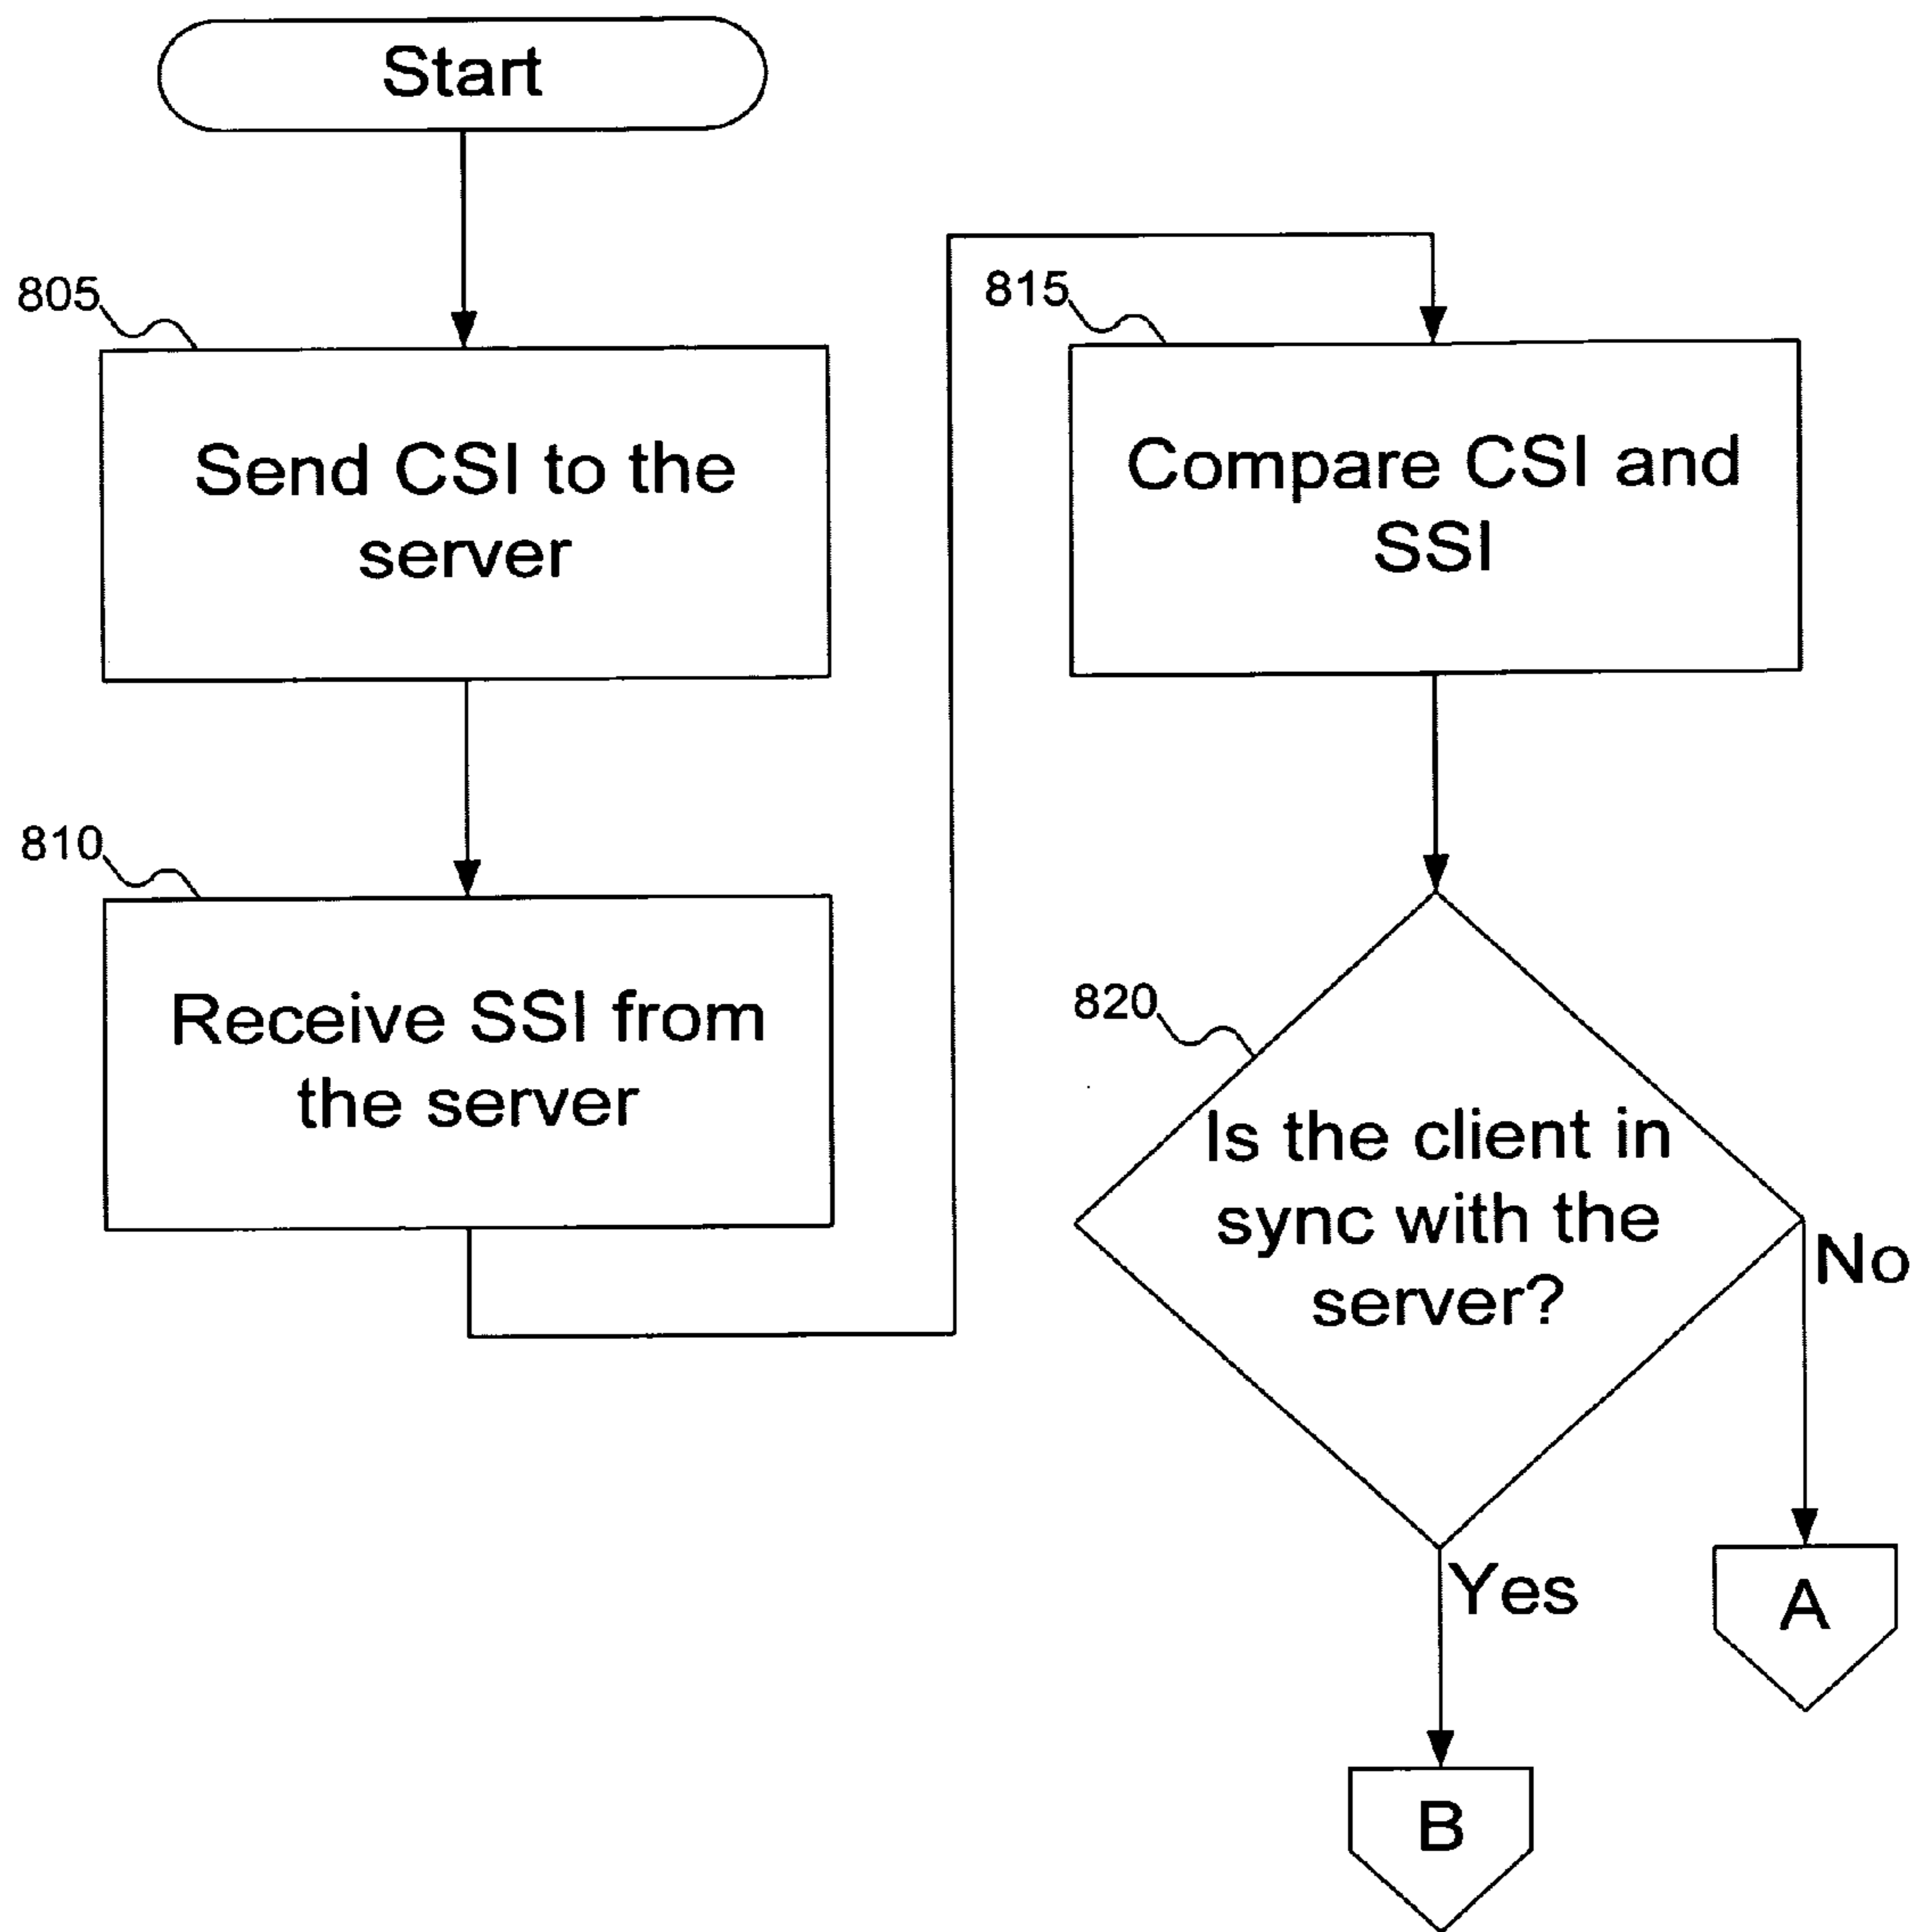 Start
805
Send CSI to the
server
810
Receive SSI from
the server
815
Compare CSI and
SSI
820
Is the client in
sync with the
server?
No
Yes
A
B